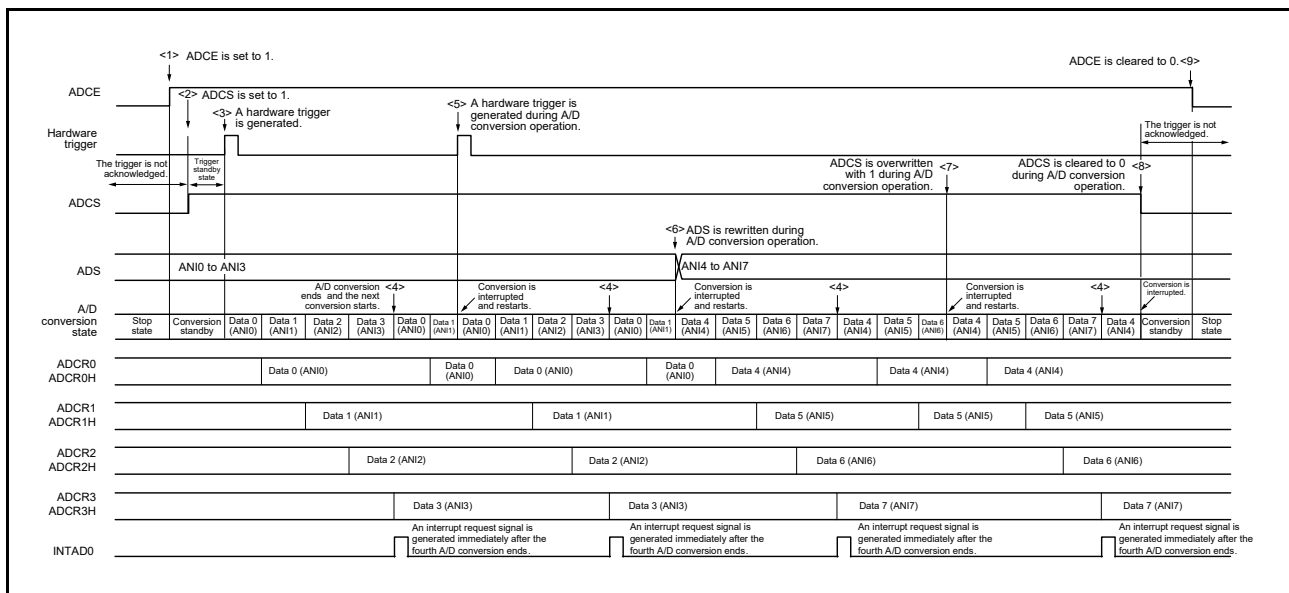 <1> ADCE is set to 1.
ADCE is cleared to 0.<9>
ADCE
<2> ADCS is set to 1.
<3> A hardware trigger
is generated.
<5> A hardware trigger is
generated during A/D
conversion operation.
Hardware
trigger
The trigger is not
acknowledged.
Trigger
standby
state
ADCS is overwritten
with 1 during A/D
conversion operation.
<7>
ADCS is cleared to 0
during A/D conversion
operation.
<8>
The trigger is not
acknowledged.
ADCS
<6> ADS is rewritten during
A/D conversion operation.
ADS
ANI0 to ANI3
ANI4 to ANI7
A/D conversion
ends and the next
conversion starts.
<4>
Conversion is
interrupted
and restarts.
<4>
Conversion is
interrupted
and restarts.
<4>
Conversion is
interrupted
and restarts.
<4>
Conversion is
interrupted.
A/D
conversion
state
Stop
state
Conversion
standby
Data 0
(ANI0)
Data 1
(ANI1)
Data 2
(ANI2)
Data 3
(ANI3)
Data 0
(ANI0)
Data 1
(ANI1)
Data 0
(ANI0)
Data 1
(ANI1)
Data 2
(ANI2)
Data 3
(ANI3)
Data 0
(ANI0)
Data 1
(ANI1)
Data 4
(ANI4)
Data 5
(ANI5)
Data 6
(ANI6)
Data 7
(ANI7)
Data 4
(ANI4)
Data 5
(ANI5)
Data 6
(ANI6)
Data 4
(ANI4)
Data 5
(ANI5)
Data 6
(ANI6)
Data 7
(ANI7)
Data 4
(ANI4)
Conversion
standby
Stop
state
ADCR0
ADCR0H
Data 0 (ANI0)
Data 0
(ANI0)
Data 0 (ANI0)
Data 0
(ANI0)
Data 4 (ANI4)
Data 4 (ANI4)
Data 4 (ANI4)
ADCR1
ADCR1H
Data 1 (ANI1)
Data 1 (ANI1)
Data 5 (ANI5)
Data 5 (ANI5)
Data 5 (ANI5)
ADCR2
ADCR2H
Data 2 (ANI2)
Data 2 (ANI2)
Data 6 (ANI6)
Data 6 (ANI6)
ADCR3
ADCR3H
Data 3 (ANI3)
Data 3 (ANI3)
Data 7 (ANI7)
Data 7 (ANI7)
INTAD0
An interrupt request signal is
generated immediately after the
fourth A/D conversion ends.
An interrupt request signal is
generated immediately after the
fourth A/D conversion ends.
An interrupt request signal is
generated immediately after the
fourth A/D conversion ends.
An interrupt request signal is
generated immediately after the
fourth A/D conversion ends.